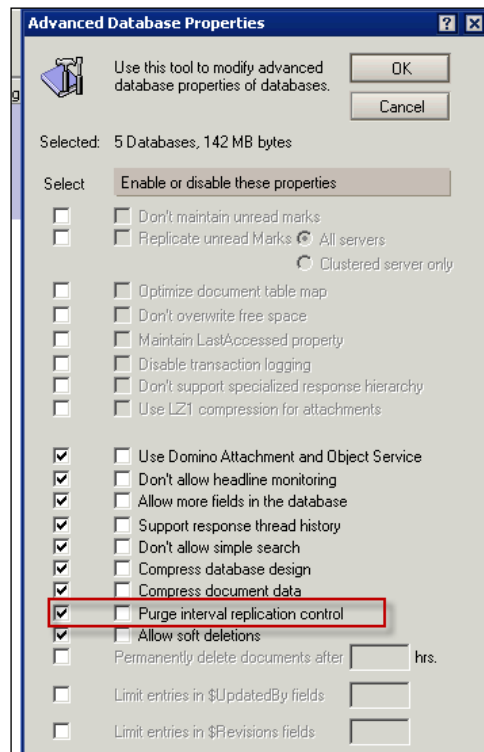 Advanced Database Properties
Use this tool to modify advanced
database properties of databases.
OK
Cancel
Selected: 5 Databases, 142 MB bytes
Select Enable or disable these properties
Don't maintain unread marks
Replicate unread Marks All servers
Clustered server only
Optimize document table map
Don't overwrite free space
Maintain LastAccessed property
Disable transaction logging
Don't support specialized response hierarchy
Use LZ1 compression for attachments
Use Domino Attachment and Object Service
Don't allow headline monitoring
Allow more fields in the database
Support response thread history
Don't allow simple search
Compress database design
Compress document data
Purge interval replication control
Allow soft deletions
Permanently delete documents after hrs.
Limit entries in $UpdatedBy fields
Limit entries in $Revisions fields